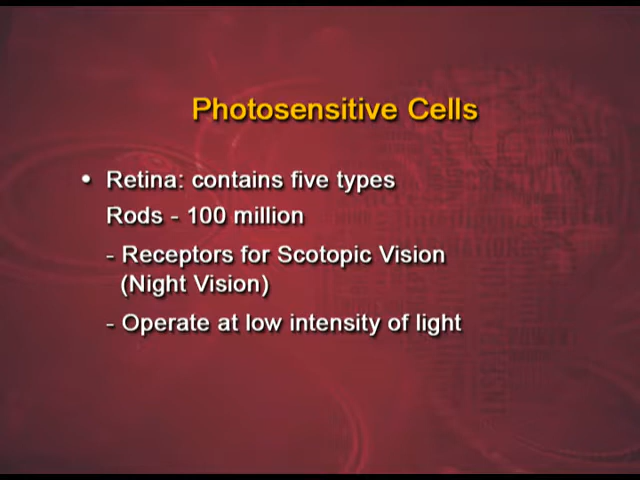 Photosensitive Cells
• Retina: contains five types
Rods - 100 million
- Receptors for Scotopic Vision
(Night Vision)
- Operate at low intensity of light